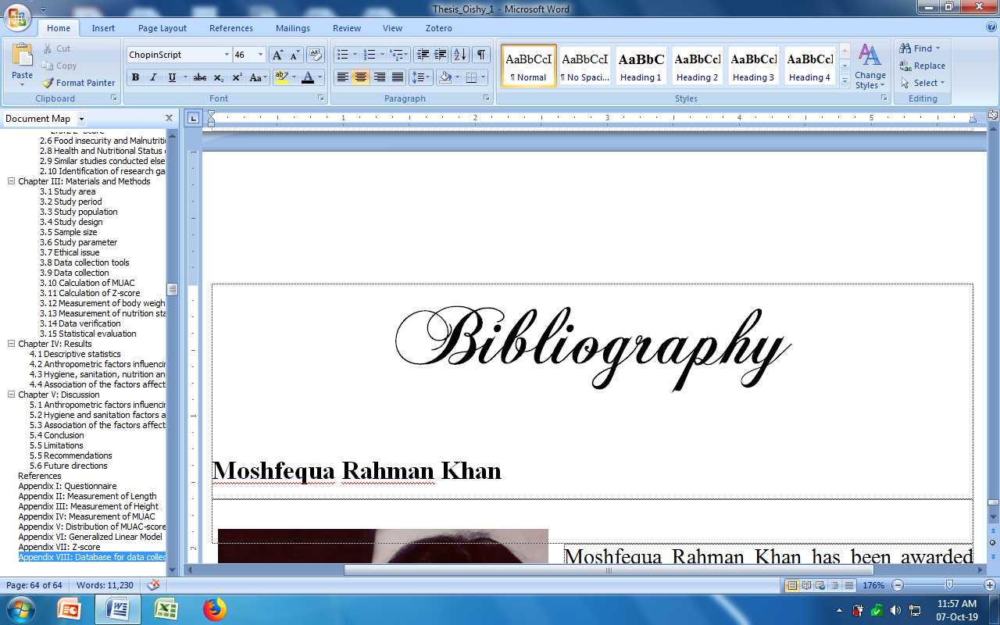 Thesis_Oishy_1 - Microsoft Word
Home Insert Page Layout References Mailings Review View Zotero
Cut
Copy
Format Painter
Paste
Clipboard
ChopinScript 46
Font
Paragraph
AaBbCcI AaBbCcI AaBbC AaBbCcI AaBbCcI AaBbCcI
¶ Normal ¶ No Spaci... Heading 1 Heading 2 Heading 3 Heading 4
Change Styles
Styles
Find
Replace
Select
Editing
Document Map
2.6 Food insecurity and Malnutriti
2.8 Health and Nutritional Status
2.9 Similar studies conducted else
2.10 Identification of research ga
Chapter III: Materials and Methods
3.1 Study area
3.2 Study period
3.3 Study population
3.4 Study design
3.5 Sample size
3.6 Study parameter
3.7 Ethical issue
3.8 Data collection tools
3.9 Data collection
3.10 Calculation of MUAC
3.11 Calculation of Z-score
3.12 Measurement of body weigh
3.13 Measurement of nutrition sta
3.14 Data verification
3.15 Statistical evaluation
Chapter IV: Results
4.1 Descriptive statistics
4.2 Anthropometric factors influencin
4.3 Hygiene, sanitation, nutrition an
4.4 Association of the factors affect
Chapter V: Discussion
5.1 Anthropometric factors influencin
5.2 Hygiene and sanitation factors a
5.3 Association of the factors affect
5.4 Conclusion
5.5 Limitations
5.5 Recommendations
5.6 Future directions
References
Appendix I: Questionnaire
Appendix II: Measurement of Length
Appendix III: Measurement of Height
Appendix IV: Measurement of MUAC
Appendix V: Distribution of MUAC-score
Appendix VI: Generalized Linear Model
Appendix VII: Z-score
Appendix VIII: Database for data collec
1 2 3 4 5
1
1
2
Bibliography
Moshfequa Rahman Khan
Moshfequa Rahman Khan has been awarded
Page: 64 of 64 Words: 11,230
176%
11:57 AM
07-Oct-19